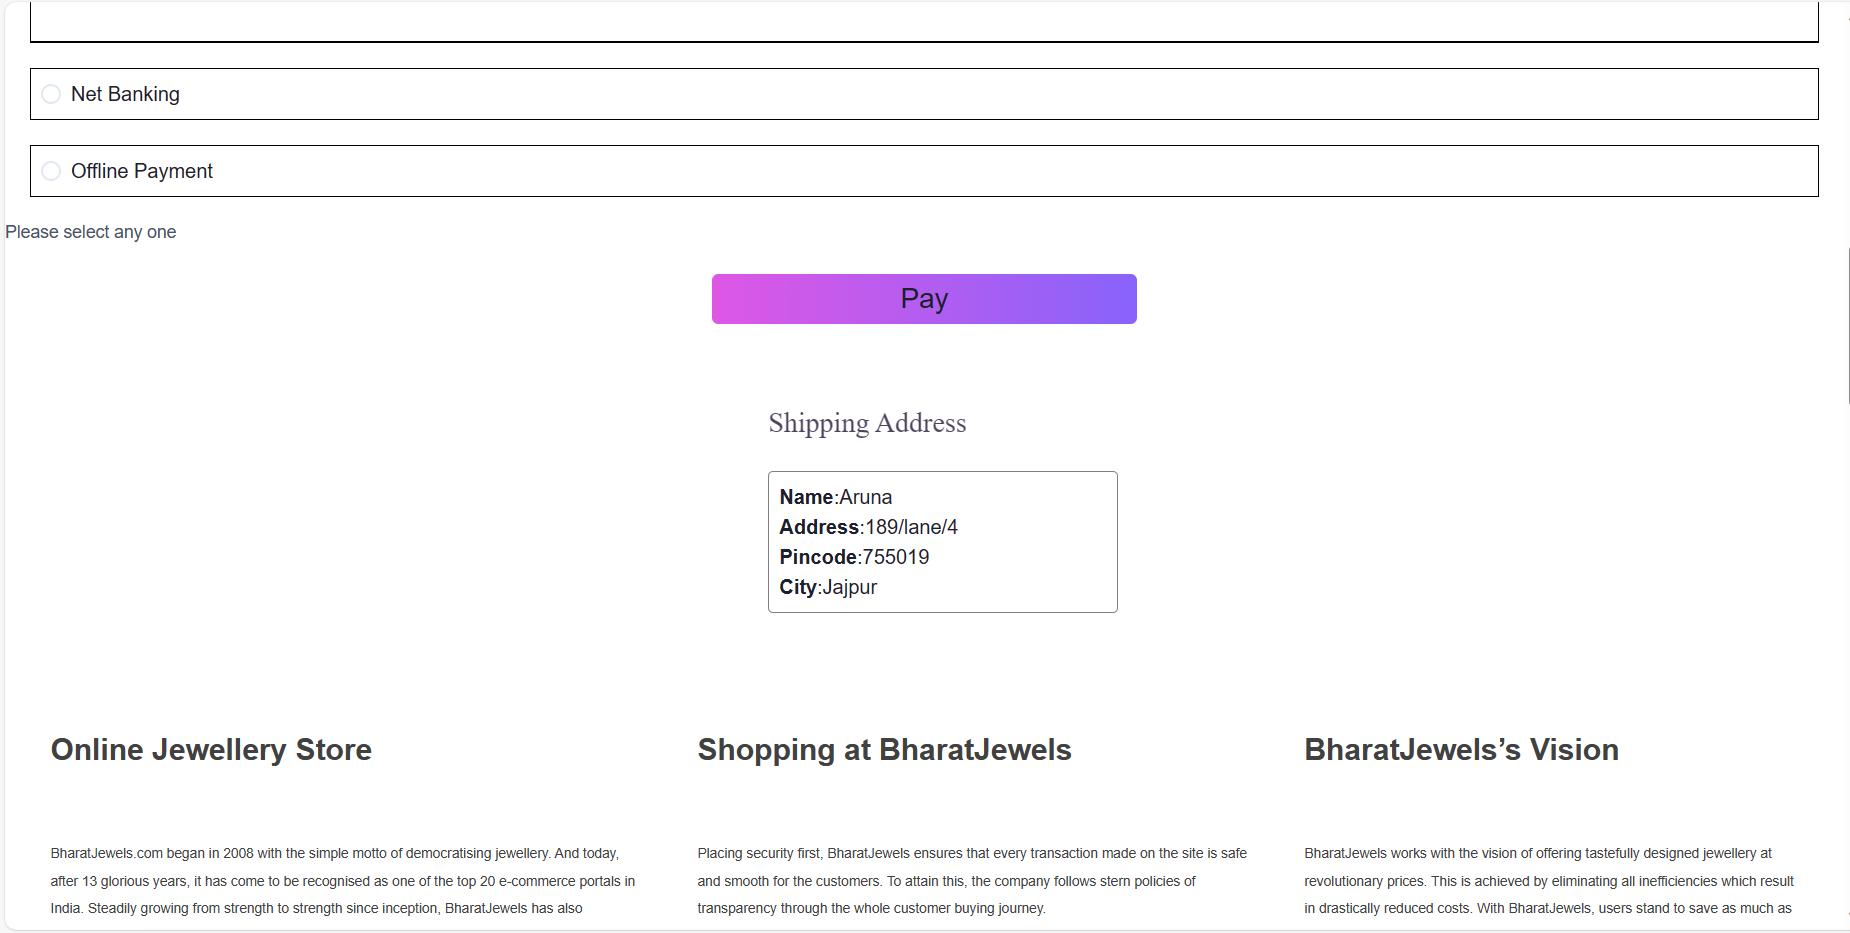 Net Banking
Offline Payment
Please select any one
Pay
Shipping Address
Name:Aruna
Address:189/lane/4
Pincode:755019
City:Jajpur
Online Jewellery Store
BharatJewels.com began in 2008 with the simple motto of democratising jewellery. And today,
after 13 glorious years, it has come to be recognised as one of the top 20 e-commerce portals in
India. Steadily growing from strength to strength since inception, BharatJewels has also
Shopping at BharatJewels
Placing security first, BharatJewels ensures that every transaction made on the site is safe
and smooth for the customers. To attain this, the company follows stern policies of
transparency through the whole customer buying journey.
BharatJewels’s Vision
BharatJewels works with the vision of offering tastefully designed jewellery at
revolutionary prices. This is achieved by eliminating all inefficiencies which result
in drastically reduced costs. With BharatJewels, users stand to save as much as